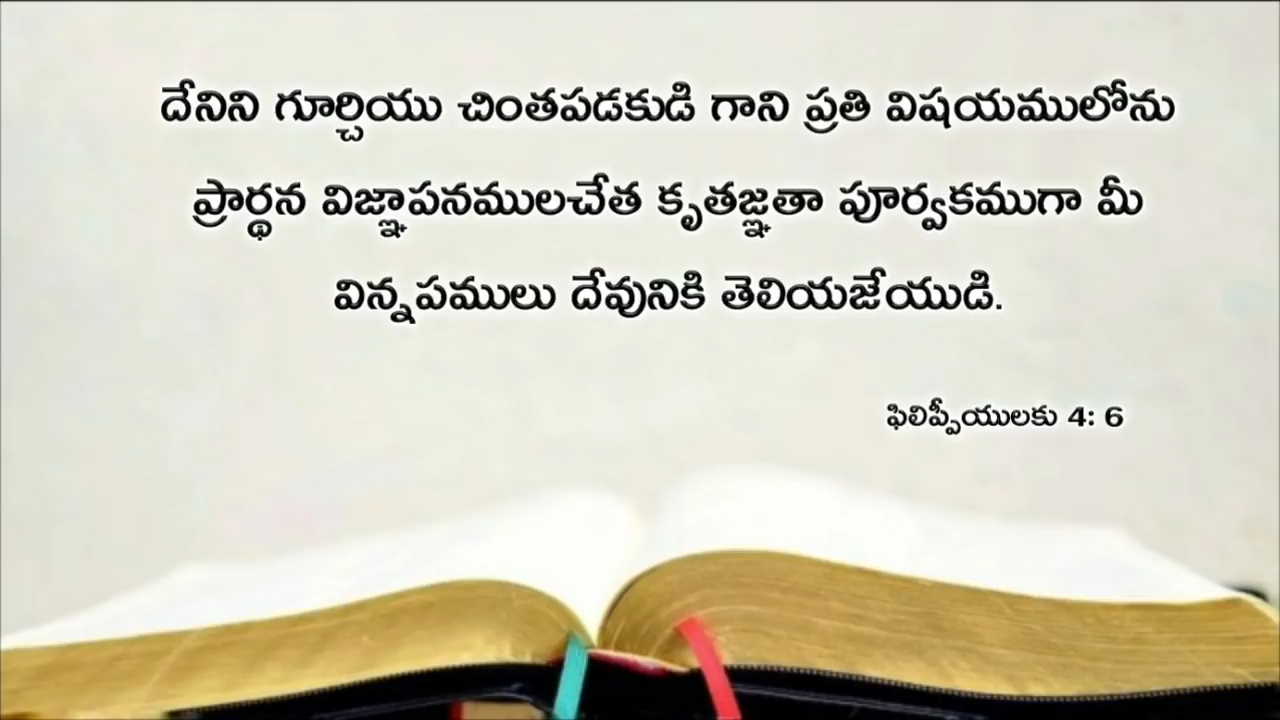 దేనిని గూర్చియు చింతపడకుడి గాని ప్రతి విషయములోను
ప్రార్థన విజ్ఞాపనములచేత కృతజ్ఞతా పూర్వకముగా మీ
విన్నపములు దేవునికి తెలియజేయుడి.
ఫిలిప్పీయులకు 4: 6